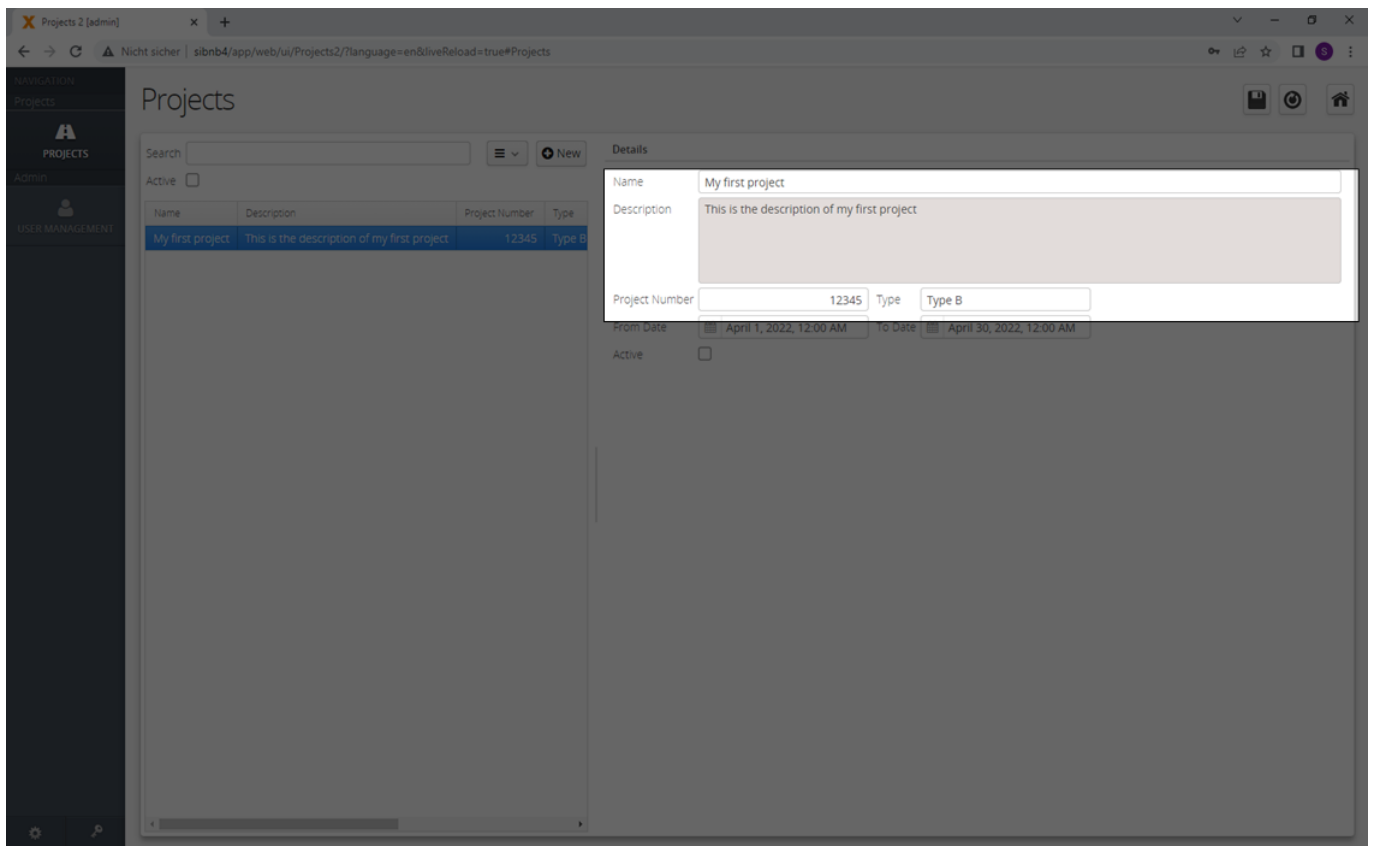 Projects 2 [admin]
Nicht sicher | sibnb4/app/web/ui/Projects2/?language=en&liveReload=true#Projects
S
NAVIGATION
Projects
PROJECTS
Admin
USER MANAGEMENT
Projects
Search
New
Active
Name Description Project Number Type
My first project This is the description of my first project 12345 Type B
Details
Name My first project
Description This is the description of my first project
Project Number 12345 Type Type B
From Date April 1, 2022, 12:00 AM To Date April 30, 2022, 12:00 AM
Active